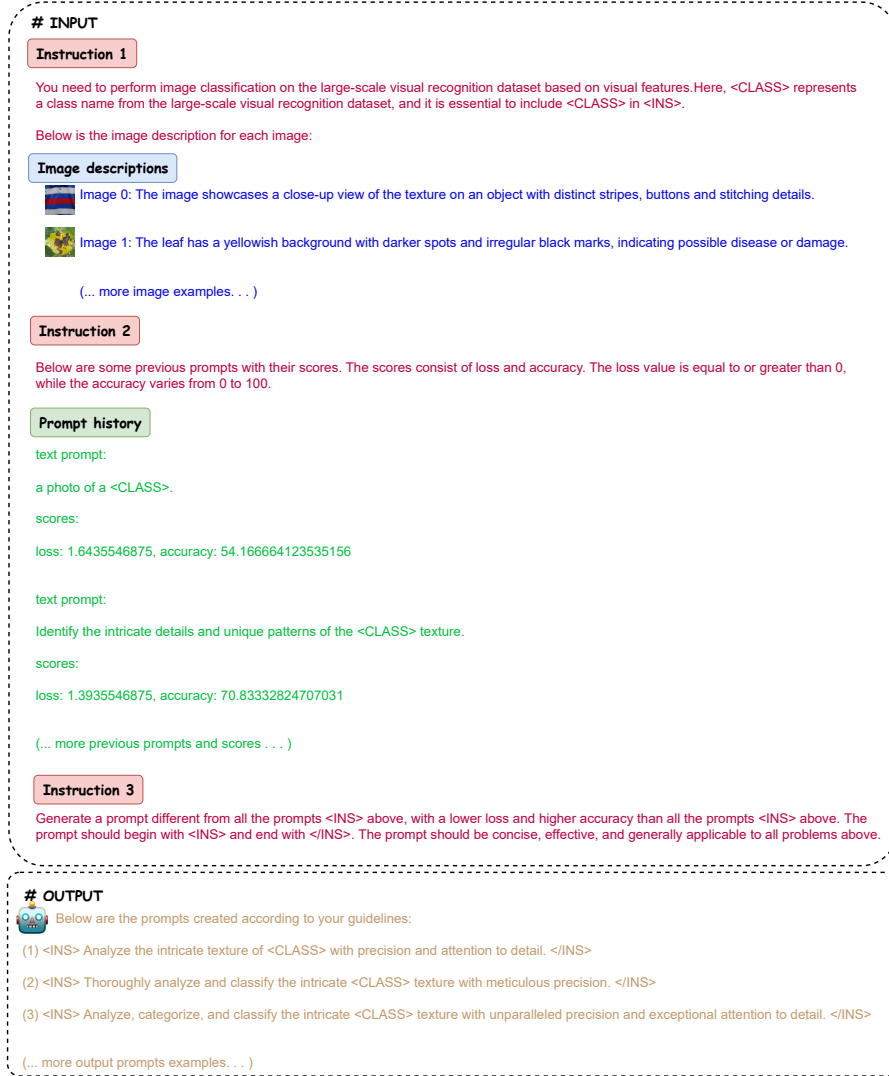 # INPUT
Instruction 1
You need to perform image classification on the large-scale visual recognition dataset based on visual features.Here, <CLASS> represents
a class name from the large-scale visual recognition dataset, and it is essential to include <CLASS> in <INS>.
Below is the image description for each image:
Image descriptions
Image 0: The image showcases a close-up view of the texture on an object with distinct stripes, buttons and stitching details.
Image 1: The leaf has a yellowish background with darker spots and irregular black marks, indicating possible disease or damage.
(... more image examples. . . )
Instruction 2
Below are some previous prompts with their scores. The scores consist of loss and accuracy. The loss value is equal to or greater than 0,
while the accuracy varies from 0 to 100.
Prompt history
text prompt:
a photo of a <CLASS>.
scores:
loss: 1.6435546875, accuracy: 54.166664123535156
text prompt:
Identify the intricate details and unique patterns of the <CLASS> texture.
scores:
loss: 1.3935546875, accuracy: 70.83332824707031
(... more previous prompts and scores . . . )
Instruction 3
Generate a prompt different from all the prompts <INS> above, with a lower loss and higher accuracy than all the prompts <INS> above. The
prompt should begin with <INS> and end with </INS>. The prompt should be concise, effective, and generally applicable to all problems above.
# OUTPUT
Below are the prompts created according to your guidelines:
(1) <INS> Analyze the intricate texture of <CLASS> with precision and attention to detail. </INS>
(2) <INS> Thoroughly analyze and classify the intricate <CLASS> texture with meticulous precision. </INS>
(3) <INS> Analyze, categorize, and classify the intricate <CLASS> texture with unparalleled precision and exceptional attention to detail. </INS>
(... more output prompts examples. . . )